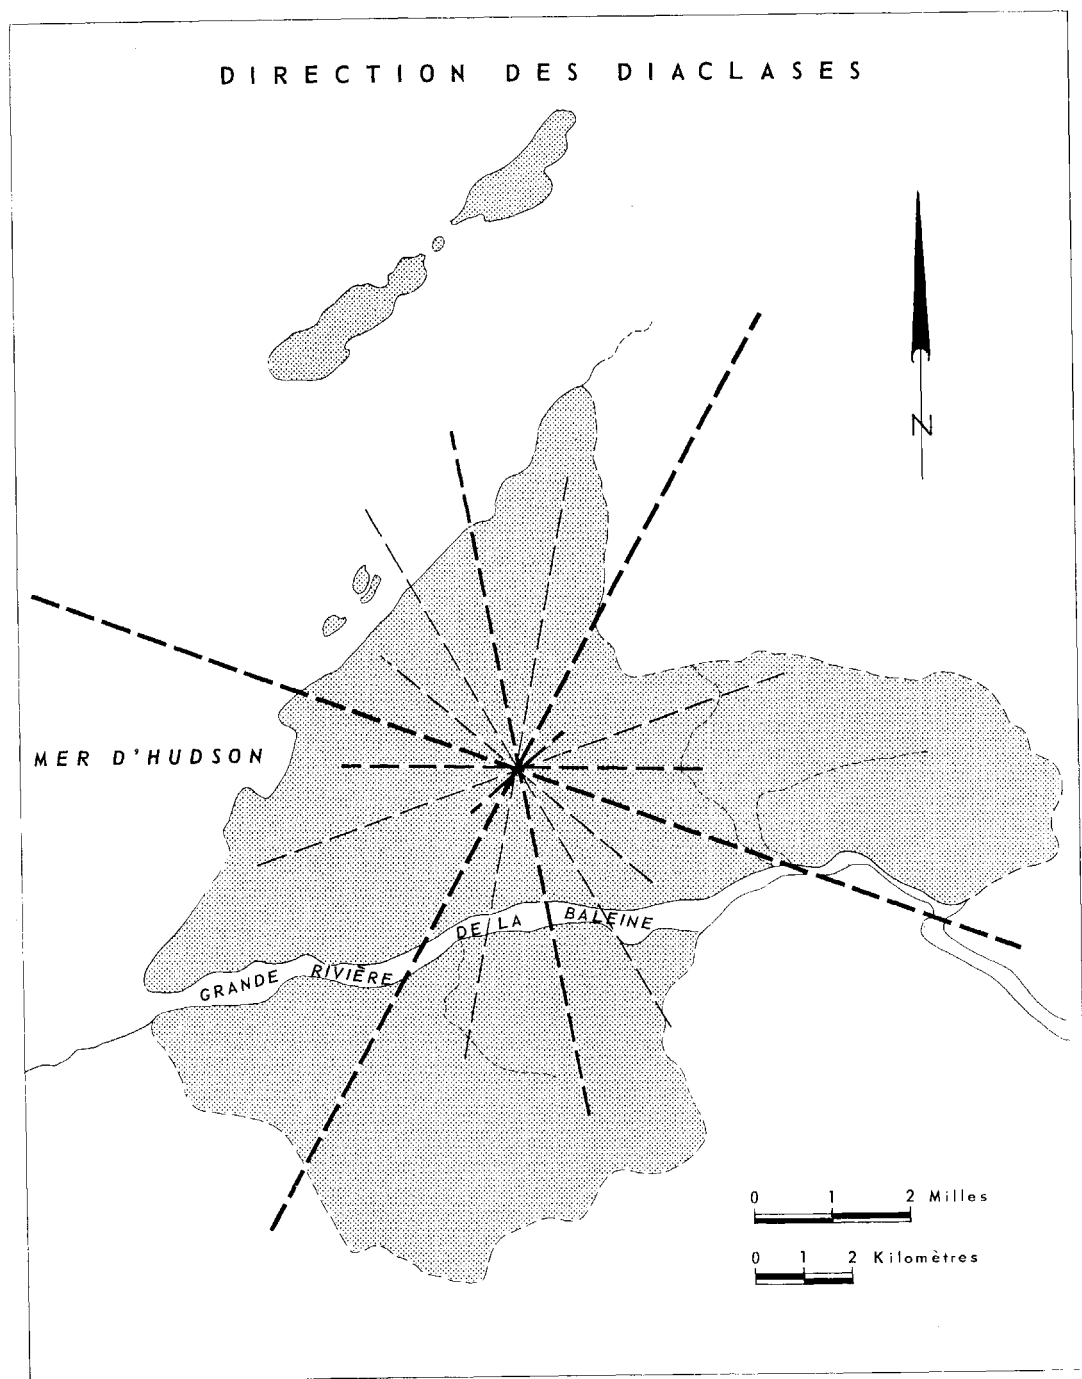 DIRECTION DES DIACLASES
N
MER D'HUDSON
GRANDE RIVIÈRE DE LA BALEINE
0 1 2 Milles
0 1 2 Kilomètres